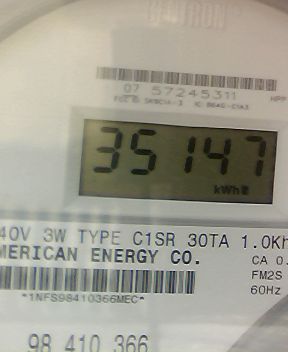 CENTRON
07 57245311
35147
kWh
40V 3W TYPE C1SR 30TA 1.0Kh
MERICAN ENERGY CO.
CA 0.
FM2S
60Hz
*1NFS98410366MEC*
98 410 366